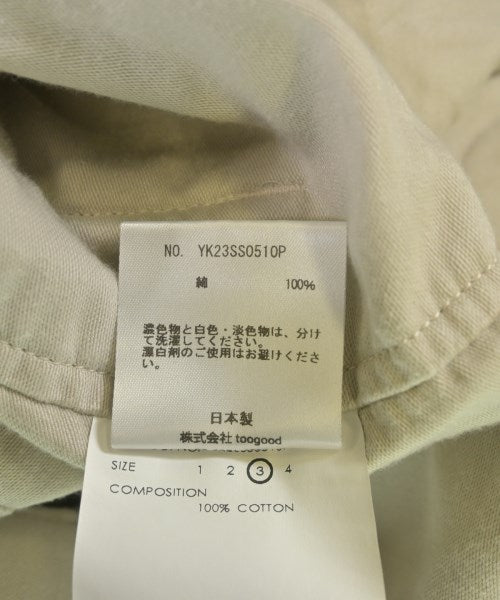 NO. YK23SS0510P
綿 100%
濃色物と白色・淡色物は、分け
て洗濯してください。
漂白剤のご使用はお避けくださ
い。
日本製
株式会社 toogood
SIZE 1 2 3 4
COMPOSITION
100% COTTON